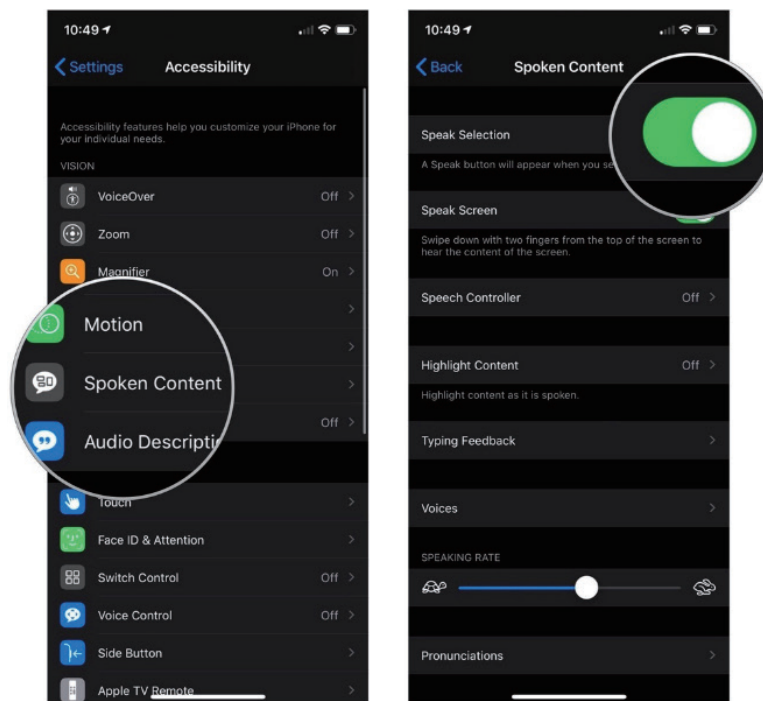 10:49
Settings
Accessibility
Accessibility features help you customize your iPhone for
your individual needs.
VISION
VoiceOver
Off
Zoom
Off
Magnifier
On
Motion
Spoken Content
Audio Descripti
Off
Touch
Face ID & Attention
Switch Control
Off
Voice Control
Off
Side Button
Apple TV Remote
10:49
Back
Spoken Content
Speak Selection
A Speak button will appear when you se
Speak Screen
Swipe down with two fingers from the top of the screen to
hear the content of the screen.
Speech Controller
Off
Highlight Content
Off
Highlight content as it is spoken.
Typing Feedback
Voices
SPEAKING RATE
Pronunciations